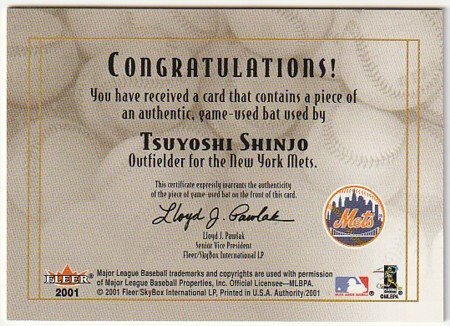 CONGRATULATIONS!
You have received a card that contains a piece of
an authentic, game-used bat used by
TSUYOSHI SHINJO
Outfielder for the New York Mets.
This certificate expressly warrants the authenticity
of the piece of game-used bat on the front of this card.
Lloyd J. Pawlak
Lloyd J. Pawlak
Senior Vice President
Fleer/SkyBox International LP
Mets
FLEER
2001
Major League Baseball trademarks and copyrights are used with permission
of Major League Baseball Properties, Inc. Official Licensee—MLBPA.
© 2001 Fleer/SkyBox International LP, Printed in U.S.A. Authority/2001
©MLBPA